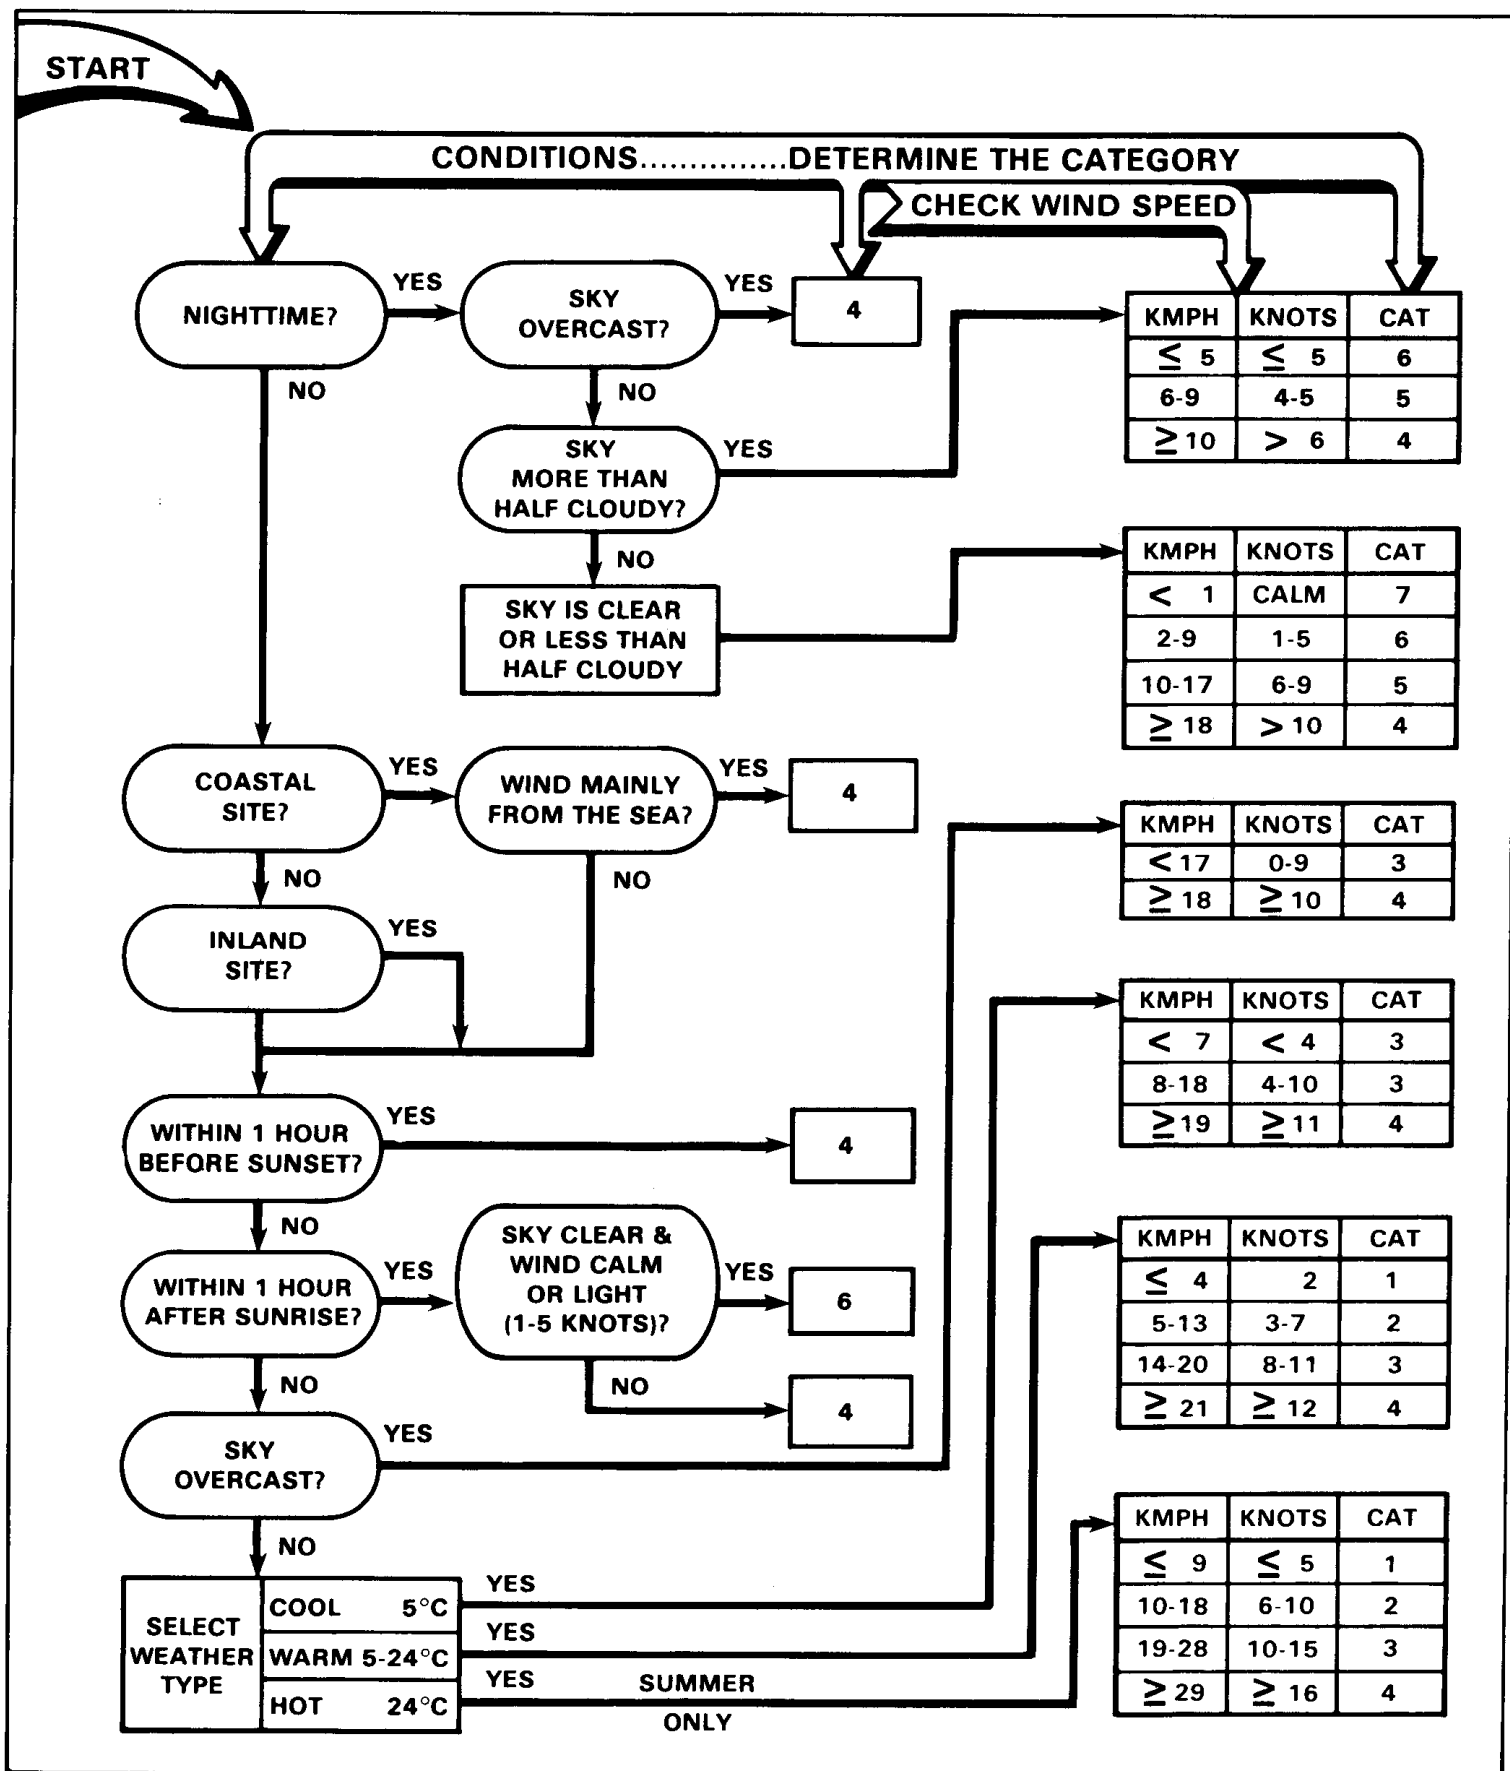 START
CONDITIONS...............DETERMINE THE CATEGORY
CHECK WIND SPEED
NIGHTTIME?
YES
SKY
OVERCAST?
YES
4
NO
NO
SKY
MORE THAN
HALF CLOUDY?
YES
NO
SKY IS CLEAR
OR LESS THAN
HALF CLOUDY
KMPH KNOTS CAT
≤ 5 ≤ 5 6
6-9 4-5 5
≥ 10 > 6 4
KMPH KNOTS CAT
< 1 CALM 7
2-9 1-5 6
10-17 6-9 5
≥ 18 > 10 4
COASTAL
SITE?
YES
WIND MAINLY
FROM THE SEA?
YES
4
NO
NO
INLAND
SITE?
YES
KMPH KNOTS CAT
< 17 0-9 3
≥ 18 ≥ 10 4
KMPH KNOTS CAT
< 7 < 4 3
8-18 4-10 3
≥ 19 ≥ 11 4
WITHIN 1 HOUR
BEFORE SUNSET?
YES
4
NO
WITHIN 1 HOUR
AFTER SUNRISE?
YES
SKY CLEAR &
WIND CALM
OR LIGHT
(1-5 KNOTS)?
YES
6
NO
4
NO
SKY
OVERCAST?
YES
NO
KMPH KNOTS CAT
≤ 4 2 1
5-13 3-7 2
14-20 8-11 3
≥ 21 ≥ 12 4
SELECT
WEATHER
TYPE
COOL 5°C
YES
WARM 5-24°C
YES
HOT 24°C
YES
SUMMER
ONLY
KMPH KNOTS CAT
≤ 9 ≤ 5 1
10-18 6-10 2
19-28 10-15 3
≥ 29 ≥ 16 4